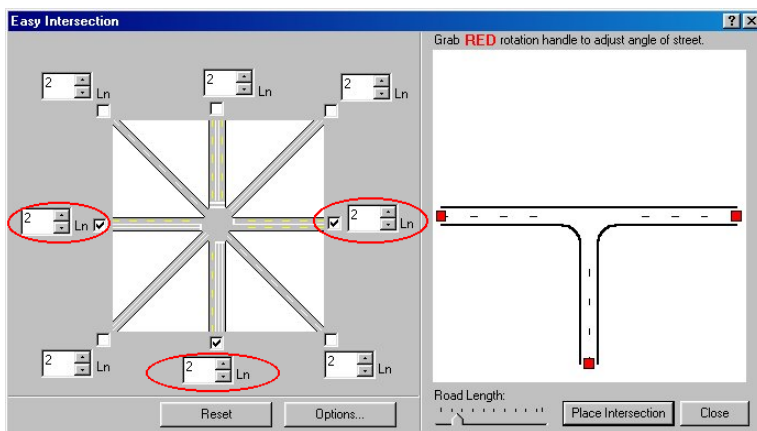 Easy Intersection
Grab RED rotation handle to adjust angle of street.
2 Ln
2 Ln
2 Ln
2 Ln
2 Ln
2 Ln
2 Ln
2 Ln
Road Length:
Reset
Options...
Place Intersection
Close